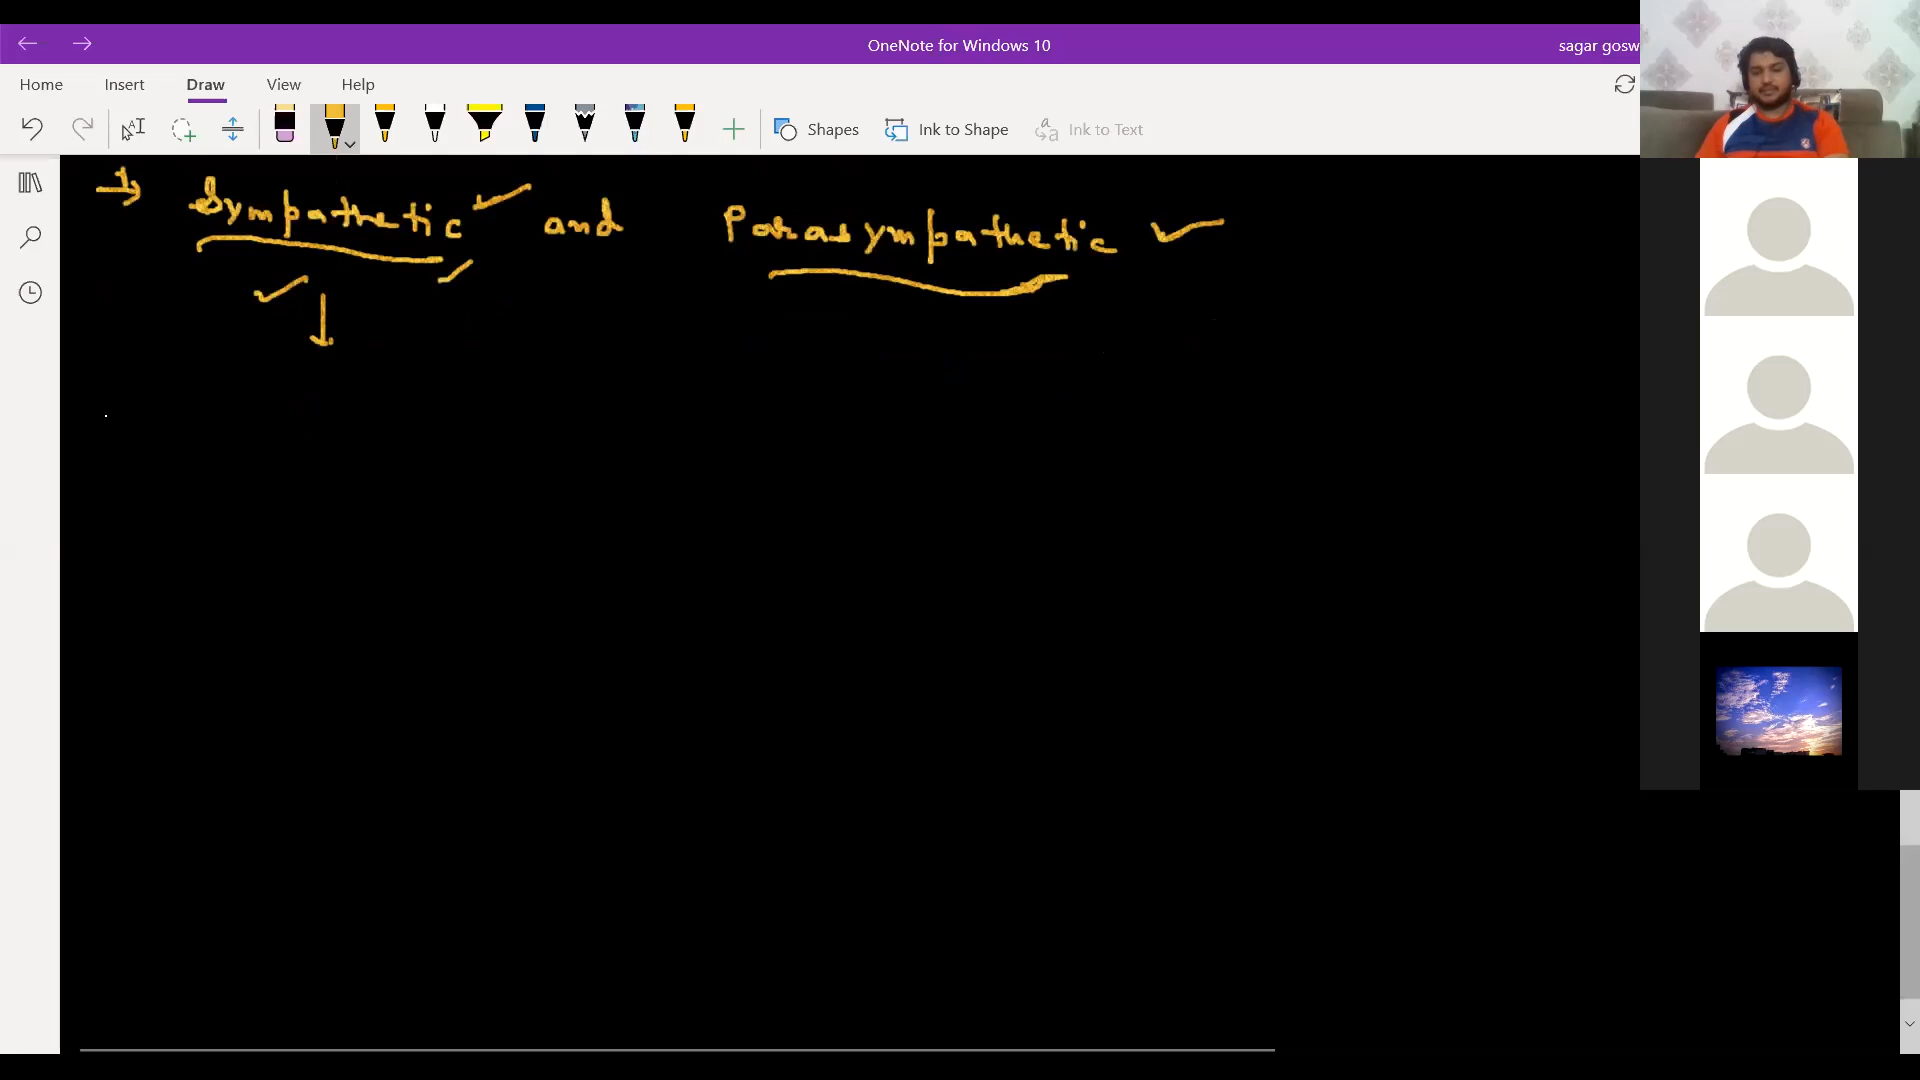 OneNote for Windows 10
sagar gosw
Home Insert Draw View Help
Shapes Ink to Shape Ink to Text
→ Sympathetic ✓ and Parasympathetic ✓